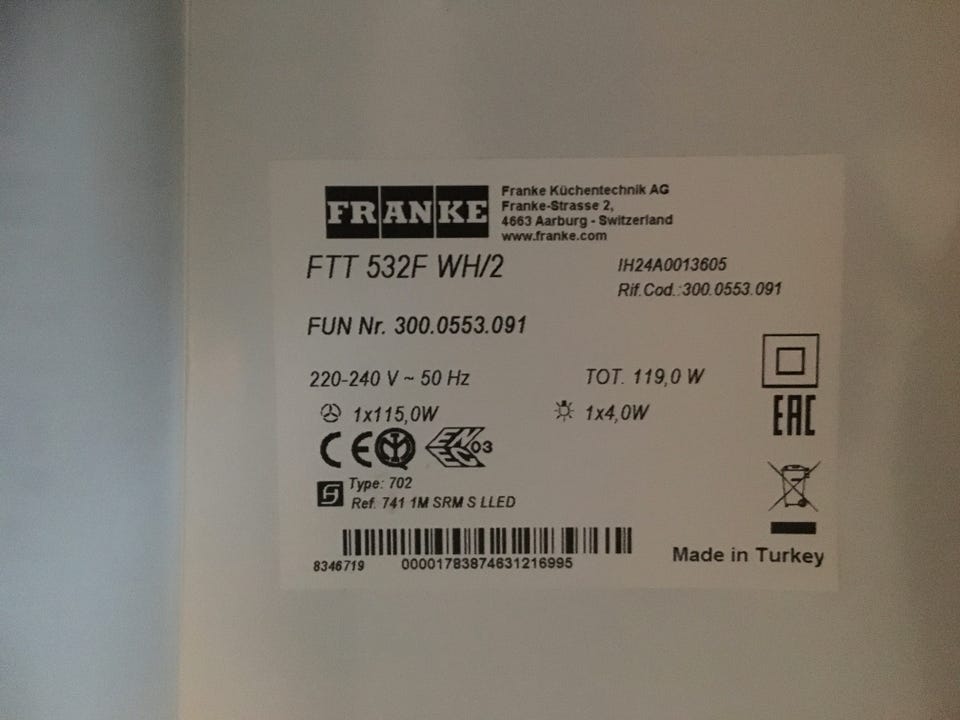 FRANKE
Franke Küchentechnik AG
Franke-Strasse 2,
4663 Aarburg - Switzerland
www.franke.com
FTT 532F WH/2
IH24A0013605
Rif.Cod.:300.0553.091
FUN Nr. 300.0553.091
220-240 V ~ 50 Hz
TOT. 119,0 W
1x115,0W
1x4,0W
EAC
CE
ENEC 03
Type: 702
Ref. 741 1M SRM S LLED
8346719
00001783874631216995
Made in Turkey